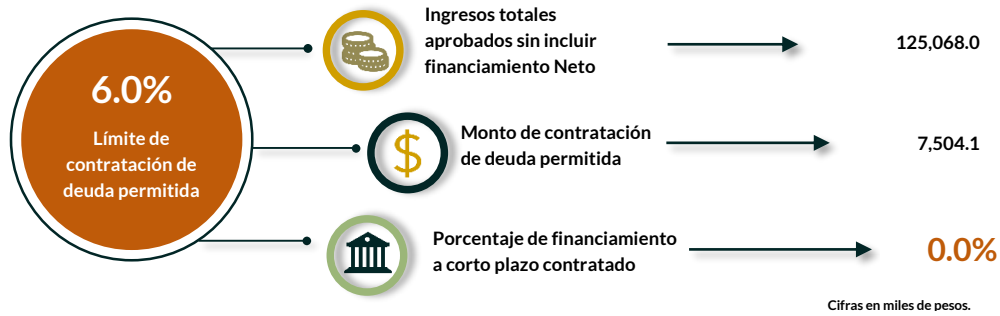 6.0%
Límite de
contratación de
deuda permitida
Ingresos totales
aprobados sin incluir
financiamiento Neto
125,068.0
$
Monto de contratación
de deuda permitida
7,504.1
Porcentaje de financiamiento
a corto plazo contratado
0.0%
Cifras en miles de pesos.